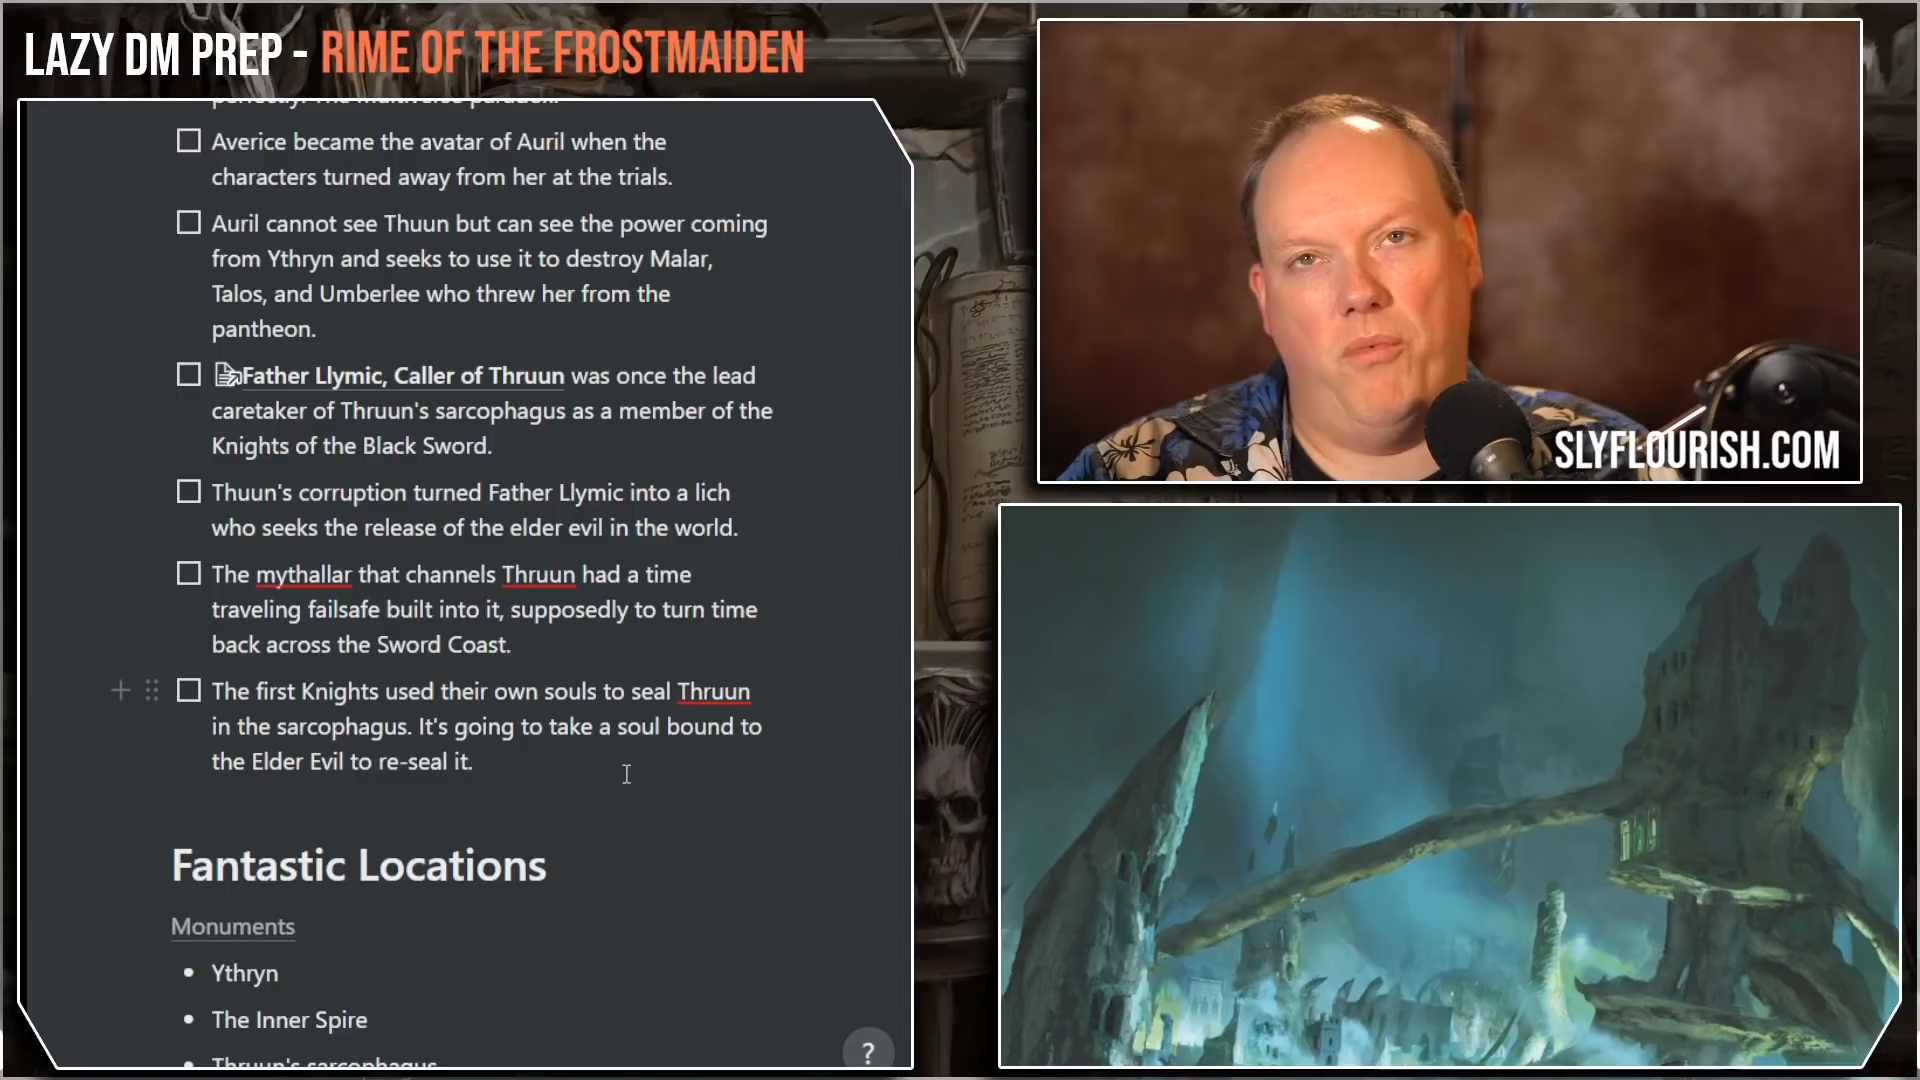 LAZY DM PREP - RIME OF THE FROSTMAIDEN
perfectly. The multiverse paradox.
Averice became the avatar of Auril when the
characters turned away from her at the trials.
Auril cannot see Thuun but can see the power coming
from Ythryn and seeks to use it to destroy Malar,
Talos, and Umberlee who threw her from the
pantheon.
Father Llymic, Caller of Thruun was once the lead
caretaker of Thruun's sarcophagus as a member of the
Knights of the Black Sword.
Thuun's corruption turned Father Llymic into a lich
who seeks the release of the elder evil in the world.
The mythallar that channels Thruun had a time
traveling failsafe built into it, supposedly to turn time
back across the Sword Coast.
The first Knights used their own souls to seal Thruun
in the sarcophagus. It's going to take a soul bound to
the Elder Evil to re-seal it.
Fantastic Locations
Monuments
Ythryn
The Inner Spire
Thruun's sarcophagus
?
SLYFLOURISH.COM